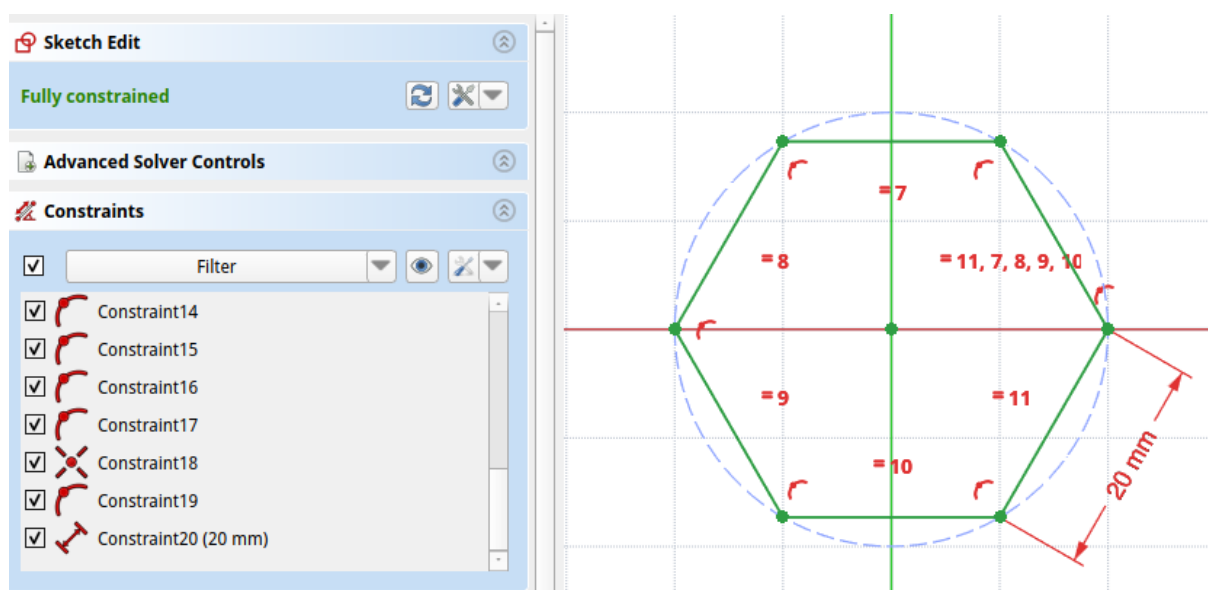 Sketch Edit
Fully constrained
Advanced Solver Controls
Constraints
Filter
Constraint14
Constraint15
Constraint16
Constraint17
Constraint18
Constraint19
Constraint20 (20 mm)
= 7
= 8
= 11, 7, 8, 9, 10
= 9
= 11
= 10
20 mm